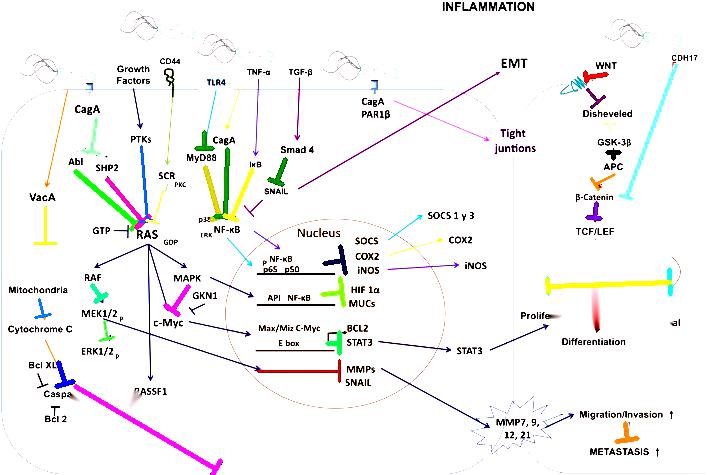 INFLAMMATION
CD44
Growth
Factors
TLR4
TNF-α
TGF-β
EMT
WNT
CDH17
CagA
CagA
PAR1β
Disheveled
PTKs
CagA
Smad 4
Tight
juntions
GSK-3β
APC
Abl
SHP2
MyD88
IκB
SCR
PKC
SNAIL
β-Catenin
VacA
p38
ERK
NF-κB
TCF/LEF
GTP
RAS
GDP
Nucleus
SOCS 1 y 3
SOCS
COX2
iNOS
COX2
iNOS
P NF-κB
p65 p50
RAF
MAPK
Mitochondria
MEK1/2 P
GKN1
c-Myc
API NF-κB
HIF 1α
MUCs
Prolife
al
Cytochrome C
ERK1/2 P
Max/Miz C-Myc
E box
BCL2
STAT3
STAT3
Differentiation
Bcl XL
Caspa
Bcl 2
ASSF1
MMPs
SNAIL
MMP7, 9,
12, 21
Migration/Invasion ↑
METASTASIS ↑